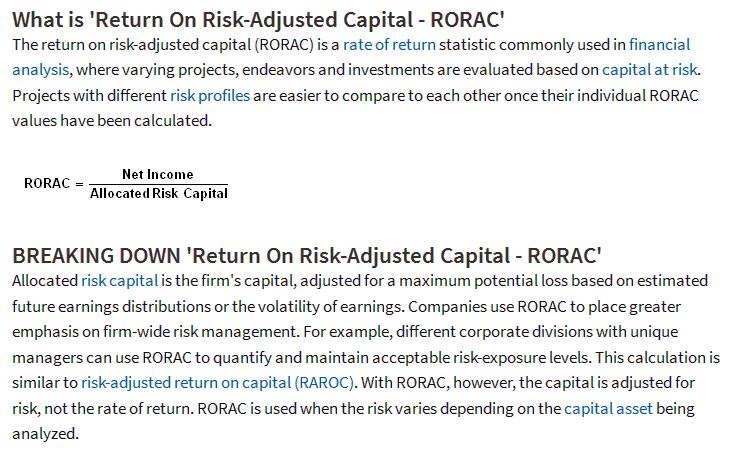 What is 'Return On Risk-Adjusted Capital - RORAC'
The return on risk-adjusted capital (RORAC) is a rate of return statistic commonly used in financial
analysis, where varying projects, endeavors and investments are evaluated based on capital at risk.
Projects with different risk profiles are easier to compare to each other once their individual RORAC
values have been calculated.
RORAC = Net Income
Allocated Risk Capital
BREAKING DOWN 'Return On Risk-Adjusted Capital - RORAC'
Allocated risk capital is the firm's capital, adjusted for a maximum potential loss based on estimated
future earnings distributions or the volatility of earnings. Companies use RORAC to place greater
emphasis on firm-wide risk management. For example, different corporate divisions with unique
managers can use RORAC to quantify and maintain acceptable risk-exposure levels. This calculation is
similar to risk-adjusted return on capital (RAROC). With RORAC, however, the capital is adjusted for
risk, not the rate of return. RORAC is used when the risk varies depending on the capital asset being
analyzed.